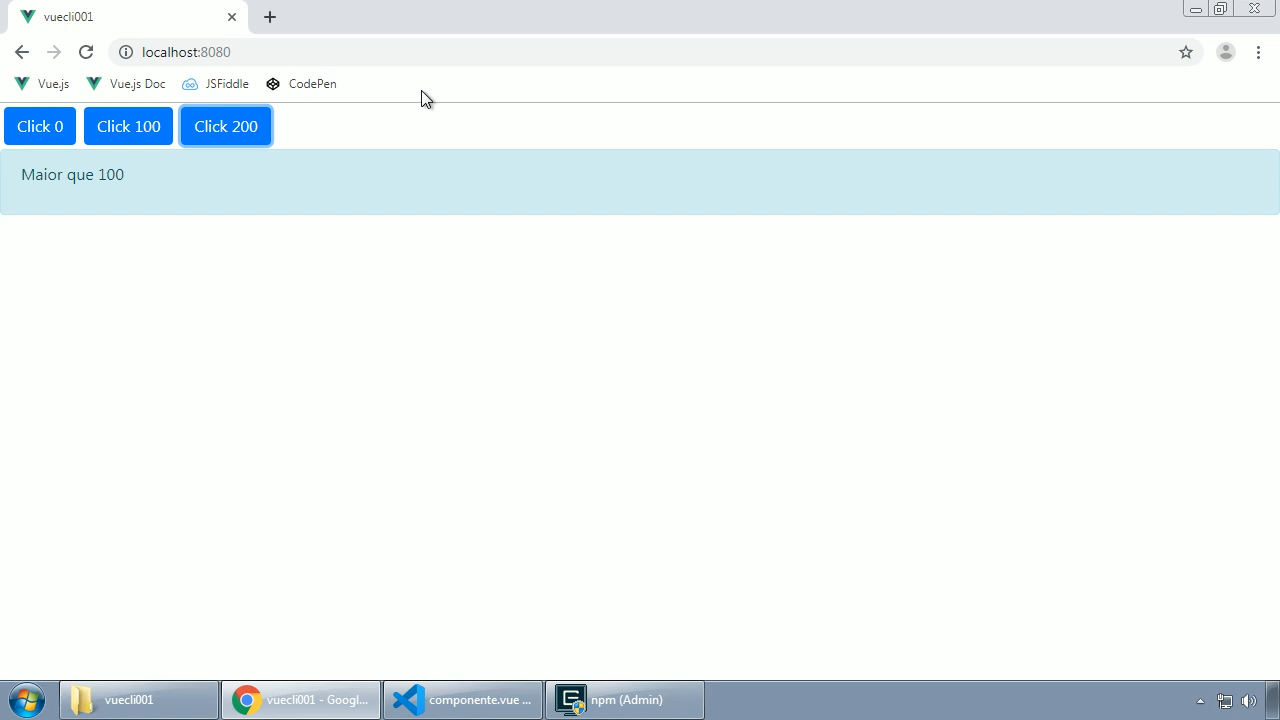 vuecli001
localhost:8080
Vue.js Vue.js Doc JSFiddle CodePen
Click 0 Click 100 Click 200
Maior que 100
vuecli001 vuecli001 - Googl... componente.vue ... npm (Admin)